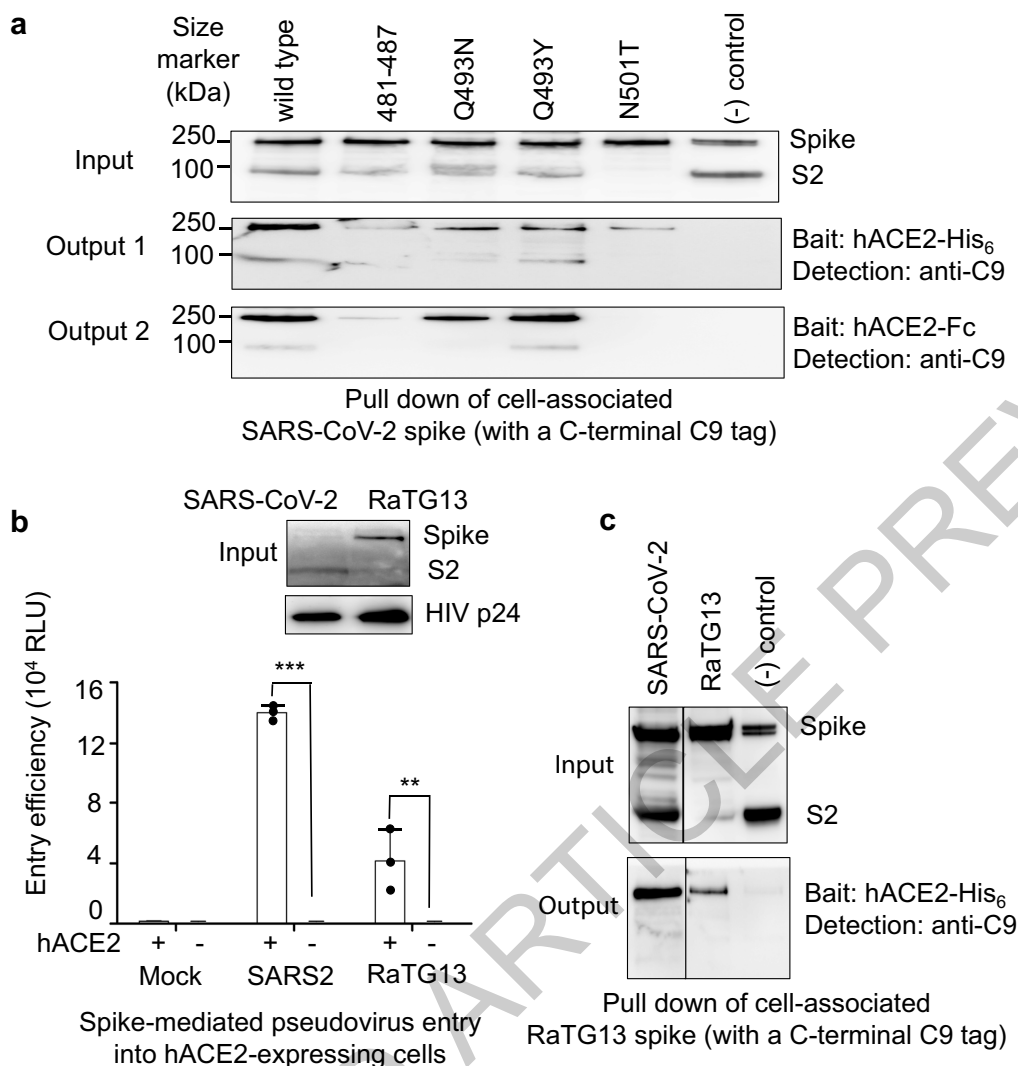 a
Size marker (kDa)
wild type
481-487
Q493N
Q493Y
N501T
(-) control
Input
250
100
Spike
S2
Output 1
250
100
Bait: hACE2-His6
Detection: anti-C9
Output 2
250
100
Bait: hACE2-Fc
Detection: anti-C9
Pull down of cell-associated
SARS-CoV-2 spike (with a C-terminal C9 tag)
b
SARS-CoV-2 RaTG13
Input
Spike
S2
HIV p24
Entry efficiency (10⁴ RLU)
16
12
8
4
0
***
**
hACE2 + - + - + -
Mock SARS2 RaTG13
Spike-mediated pseudovirus entry
into hACE2-expressing cells
c
SARS-CoV-2
RaTG13
(-) control
Input
Spike
S2
Output
Bait: hACE2-His6
Detection: anti-C9
Pull down of cell-associated
RaTG13 spike (with a C-terminal C9 tag)
ARTICLE PREV